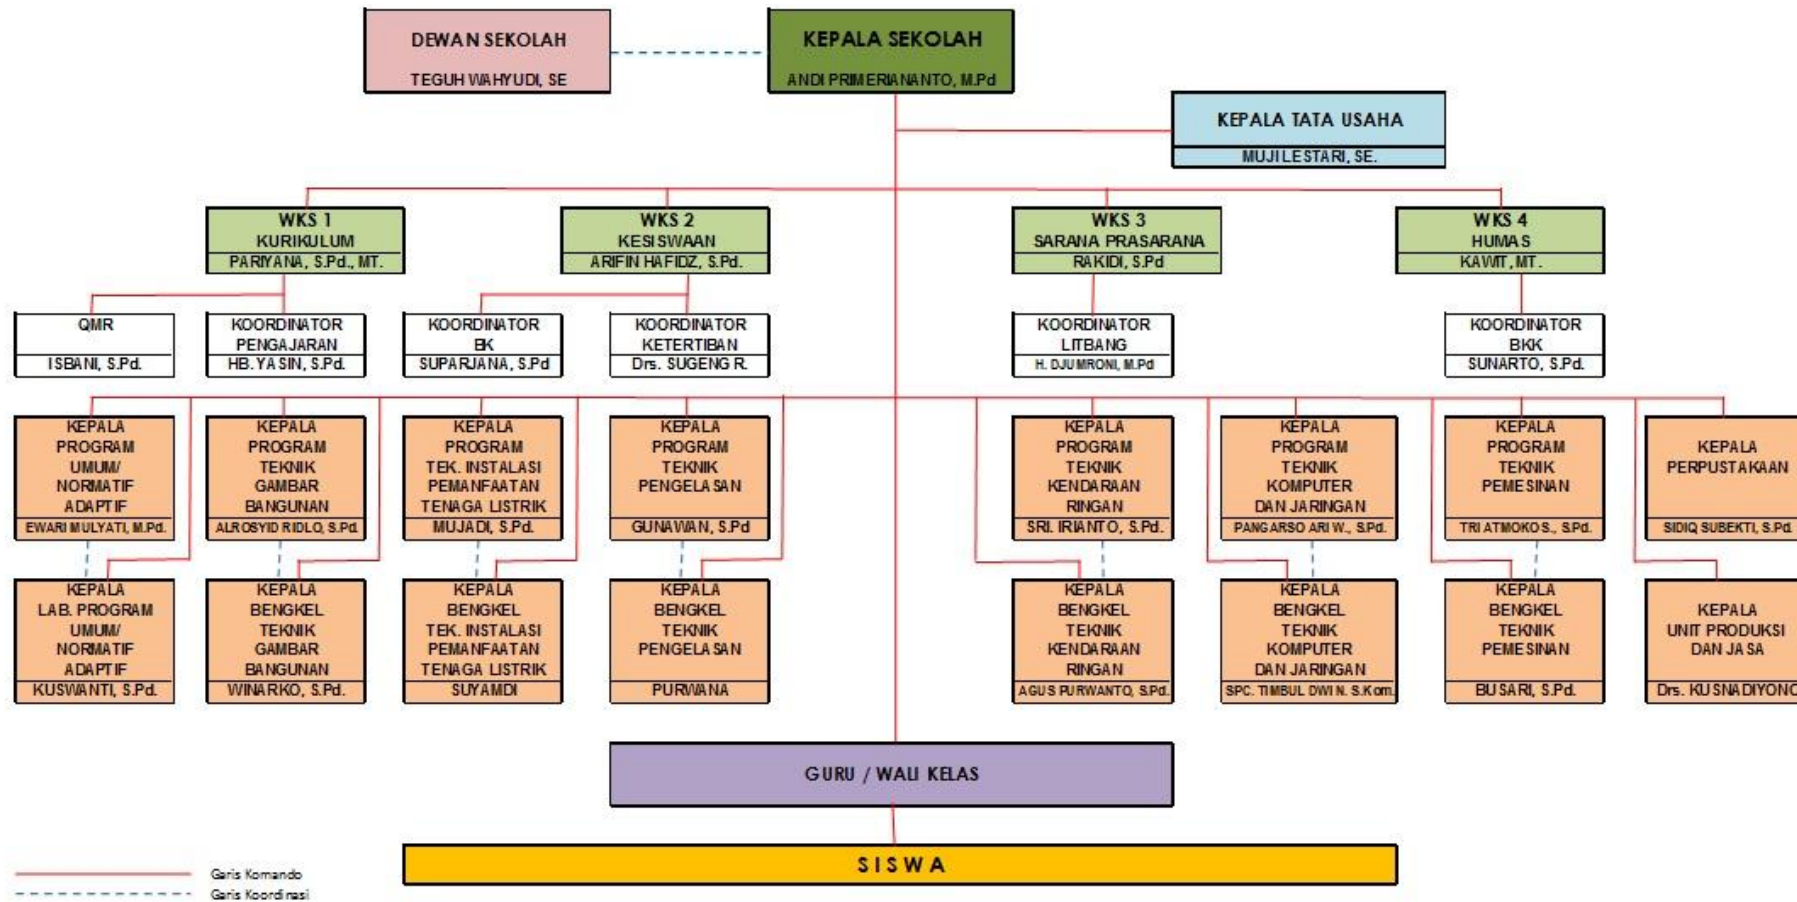 DEWAN SEKOLAH
TEGUH WAHYUDI, SE
KEPALA SEKOLAH
ANDI PRIMERIANANTO, M.Pd
KEPALA TATA USAHA
MUJI LESTARI, SE.
WKS 1
KURIKULUM
PARIYANA, S.Pd., MT.
WKS 2
KESISWAAN
ARIFIN HAFIDZ, S.Pd.
WKS 3
SARANA PRASARANA
RAKIDI, S.Pd
WKS 4
HUMAS
KAWIT, MT.
QMR
ISBANI, S.Pd.
KOORDINATOR
PENGAJARAN
HB. YASIN, S.Pd.
KOORDINATOR
BK
SUPARJANA, S.Pd
KOORDINATOR
KETERTIBAN
Drs. SUGENG R.
KOORDINATOR
LITBANG
H. DJUMRONI, M.Pd
KOORDINATOR
BKK
SUNARTO, S.Pd.
KEPALA
PROGRAM
UMUM/
NORMATIF
ADAPTIF
EWARI MULYATI, M.Pd.
KEPALA
PROGRAM
TEKNIK
GAMBAR
BANGUNAN
ALROSYID RIDLO, S.Pd.
KEPALA
PROGRAM
TEK. INSTALASI
PEMANFAATAN
TENAGA LISTRIK
MUJADI, S.Pd.
KEPALA
PROGRAM
TEKNIK
PENGELASAN
GUNAWAN, S.Pd
KEPALA
PROGRAM
TEKNIK
KENDARAAN
RINGAN
SRI. IRIANTO, S.Pd.
KEPALA
PROGRAM
TEKNIK
KOMPUTER
DAN JARINGAN
PANGARSO ARI W., S.Pd.
KEPALA
PROGRAM
TEKNIK
PEMESINAN
TRI ATMOKO S., S.Pd.
KEPALA
PERPUSTAKAAN
SIDIQ SUBEKTI, S.Pd.
KEPALA
LAB. PROGRAM
UMUM/
NORMATIF
ADAPTIF
KUSWANTI, S.Pd.
KEPALA
BENGKEL
TEKNIK
GAMBAR
BANGUNAN
WINARKO, S.Pd.
KEPALA
BENGKEL
TEK. INSTALASI
PEMANFAATAN
TENAGA LISTRIK
SUYAMDI
KEPALA
BENGKEL
TEKNIK
PENGELASAN
PURWANA
KEPALA
BENGKEL
TEKNIK
KENDARAAN
RINGAN
AGUS PURWANTO, S.Pd.
KEPALA
BENGKEL
TEKNIK
KOMPUTER
DAN JARINGAN
SPC. TIMBUL DWI N. S.Kom.
KEPALA
BENGKEL
TEKNIK
PEMESINAN
BUSARI, S.Pd.
KEPALA
UNIT PRODUKSI
DAN JASA
Drs. KUSNADIYONO
GURU / WALI KELAS
SISWA
Garis Komando
Garis Koordinasi